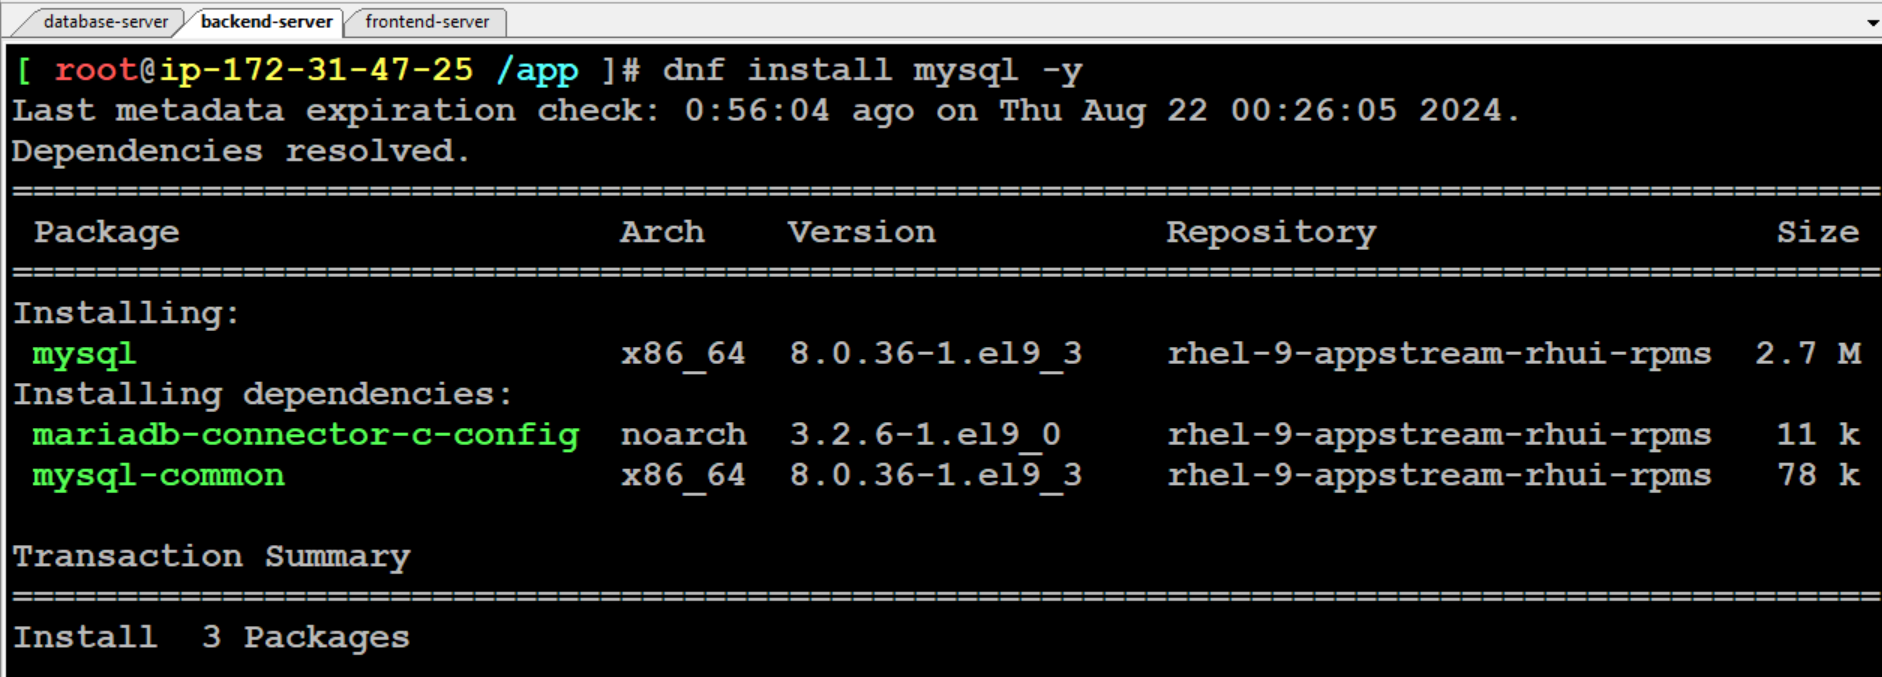 database-server backend-server frontend-server
[ root@ip-172-31-47-25 /app ]# dnf install mysql -y
Last metadata expiration check: 0:56:04 ago on Thu Aug 22 00:26:05 2024.
Dependencies resolved.
=========================================================================================
Package Arch Version Repository Size
=========================================================================================
Installing:
mysql x86_64 8.0.36-1.el9_3 rhel-9-appstream-rhui-rpms 2.7 M
Installing dependencies:
mariadb-connector-c-config noarch 3.2.6-1.el9_0 rhel-9-appstream-rhui-rpms 11 k
mysql-common x86_64 8.0.36-1.el9_3 rhel-9-appstream-rhui-rpms 78 k
Transaction Summary
=========================================================================================
Install 3 Packages